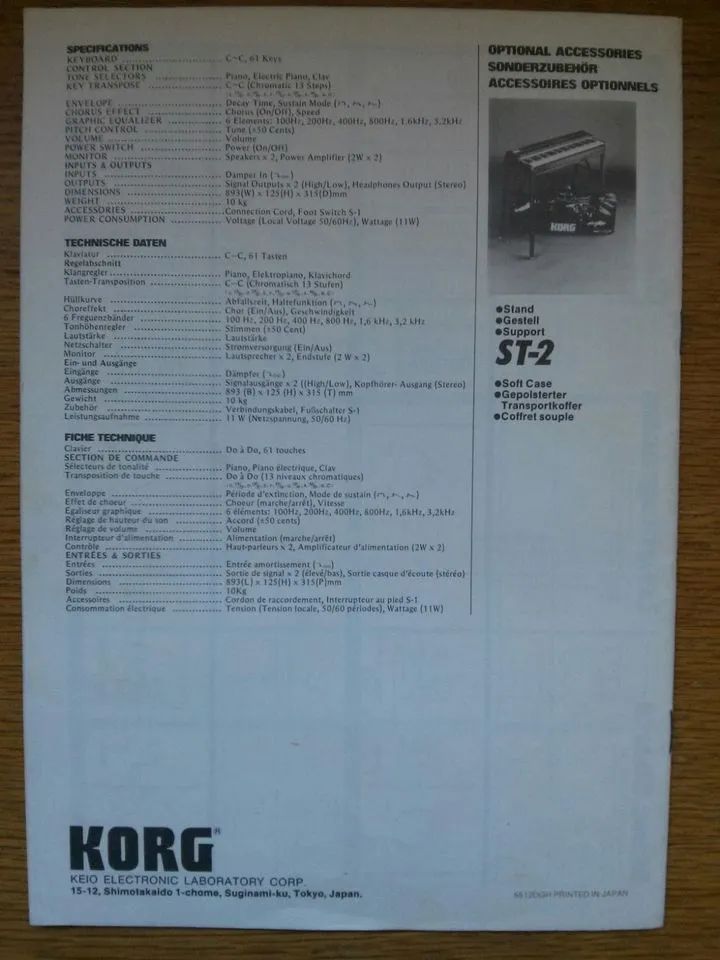 SPECIFICATIONS
KEYBOARD C~C, 61 Keys
CONTROL SECTION
TONE SELECTORS Piano, Electric Piano, Clav
KEY TRANSPOSE C~C (Chromatic 13 Steps)
ENVELOPE Decay Time, Sustain Mode
CHORUS EFFECT Chorus (On/Off), Speed
GRAPHIC EQUALIZER 6 Elements: 100Hz, 200Hz, 400Hz, 800Hz, 1,6kHz, 3,2kHz
PITCH CONTROL Tune (±50 Cents)
VOLUME Volume
POWER SWITCH Power (On/Off)
MONITOR Speakers x 2, Power Amplifier (2W x 2)
INPUTS & OUTPUTS
INPUTS Damper In
OUTPUTS Signal Outputs x 2 (High/Low), Headphones Output (Stereo)
DIMENSIONS 893(W) x 125(H) x 315(D)mm
WEIGHT 10 kg
ACCESSORIES Connection Cord, Foot Switch S-1
POWER CONSUMPTION Voltage (Local Voltage 50/60Hz), Wattage (11W)
TECHNISCHE DATEN
Klaviatur C~C, 61 Tasten
Regelabschnitt
Klangregler Piano, Elektropiano, Klavichord
Tasten-Transposition C~C (Chromatisch 13 Stufen)
Hüllkurve Abfallszeit, Haltefunktion
Choreffekt Chor (Ein/Aus), Geschwindigkeit
6 Frequenzbänder 100 Hz, 200 Hz, 400 Hz, 800 Hz, 1,6 kHz, 3,2 kHz
Tonhöhenregler Stimmen (±50 Cent)
Lautstärke Lautstärke
Netzschalter Stromversorgung (Ein/Aus)
Monitor Lautsprecher x 2, Endstufe (2 W x 2)
Ein- und Ausgänge
Eingänge Dämpfer
Ausgänge Signalausgänge x 2 ((High/Low), Kopfhörer- Ausgang (Stereo)
Abmessungen 893 (B) x 125 (H) x 315 (T) mm
Gewicht 10 kg
Zubehör Verbindungskabel, Fußschalter S-1
Leistungsaufnahme 11 W (Netzspannung, 50/60 Hz)
FICHE TECHNIQUE
Clavier Do à Do, 61 touches
SECTION DE COMMANDE
Sélecteurs de tonalité Piano, Piano électrique, Clav
Transposition de touche Do à Do (13 niveaux chromatiques)
Enveloppe Période d'extinction, Mode de sustain
Effet de choeur Choeur (marche/arrêt), Vitesse
Egaliseur graphique 6 éléments: 100Hz, 200Hz, 400Hz, 800Hz, 1,6kHz, 3,2kHz
Réglage de hauteur du son Accord (±50 cents)
Réglage de volume Volume
Interrupteur d'alimentation Alimentation (marche/arrêt)
Contrôle Haut-parleurs x 2, Amplificateur d'alimentation (2W x 2)
ENTRÉES & SORTIES
Entrées Entrée amortissement
Sorties Sortie de signal x 2 (élevé/bas), Sortie casque d'écoute (stéréo)
Dimensions 893(L) x 125(H) x 315(P)mm
Poids 10Kg
Accessoires Cordon de raccordement, Interrupteur au pied S-1
Consommation électrique Tension (Tension locale, 50/60 périodes), Wattage (11W)
OPTIONAL ACCESSORIES
SONDERZUBEHÖR
ACCESSOIRES OPTIONNELS
KORG
●Stand
●Gestell
●Support
ST-2
●Soft Case
●Gepolsterter
Transportkoffer
●Coffret souple
KORG®
KEIO ELECTRONIC LABORATORY CORP.
15-12, Shimotakaido 1-chome, Suginami-ku, Tokyo, Japan.
PRINTED IN JAPAN